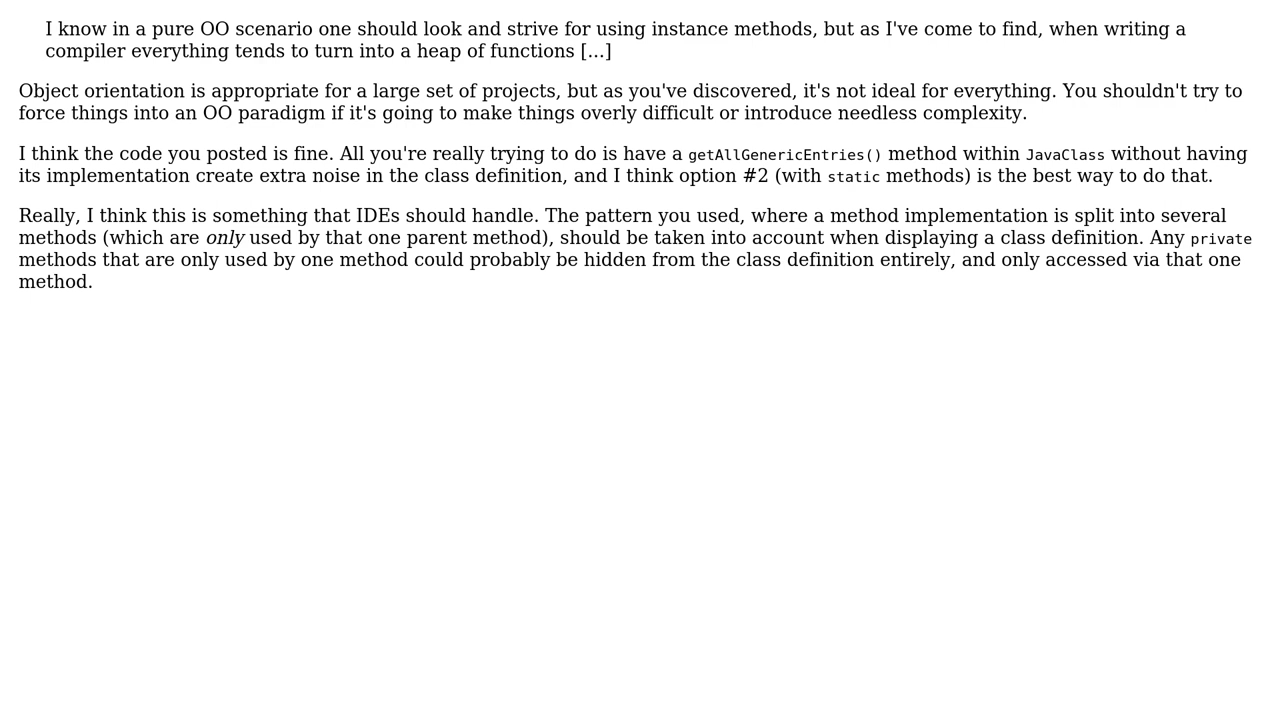 I know in a pure OO scenario one should look and strive for using instance methods, but as I've come to find, when writing a
compiler everything tends to turn into a heap of functions [...]
Object orientation is appropriate for a large set of projects, but as you've discovered, it's not ideal for everything. You shouldn't try to
force things into an OO paradigm if it's going to make things overly difficult or introduce needless complexity.
I think the code you posted is fine. All you're really trying to do is have a getAllGenericEntries() method within JavaClass without having
its implementation create extra noise in the class definition, and I think option #2 (with static methods) is the best way to do that.
Really, I think this is something that IDEs should handle. The pattern you used, where a method implementation is split into several
methods (which are only used by that one parent method), should be taken into account when displaying a class definition. Any private
methods that are only used by one method could probably be hidden from the class definition entirely, and only accessed via that one
method.